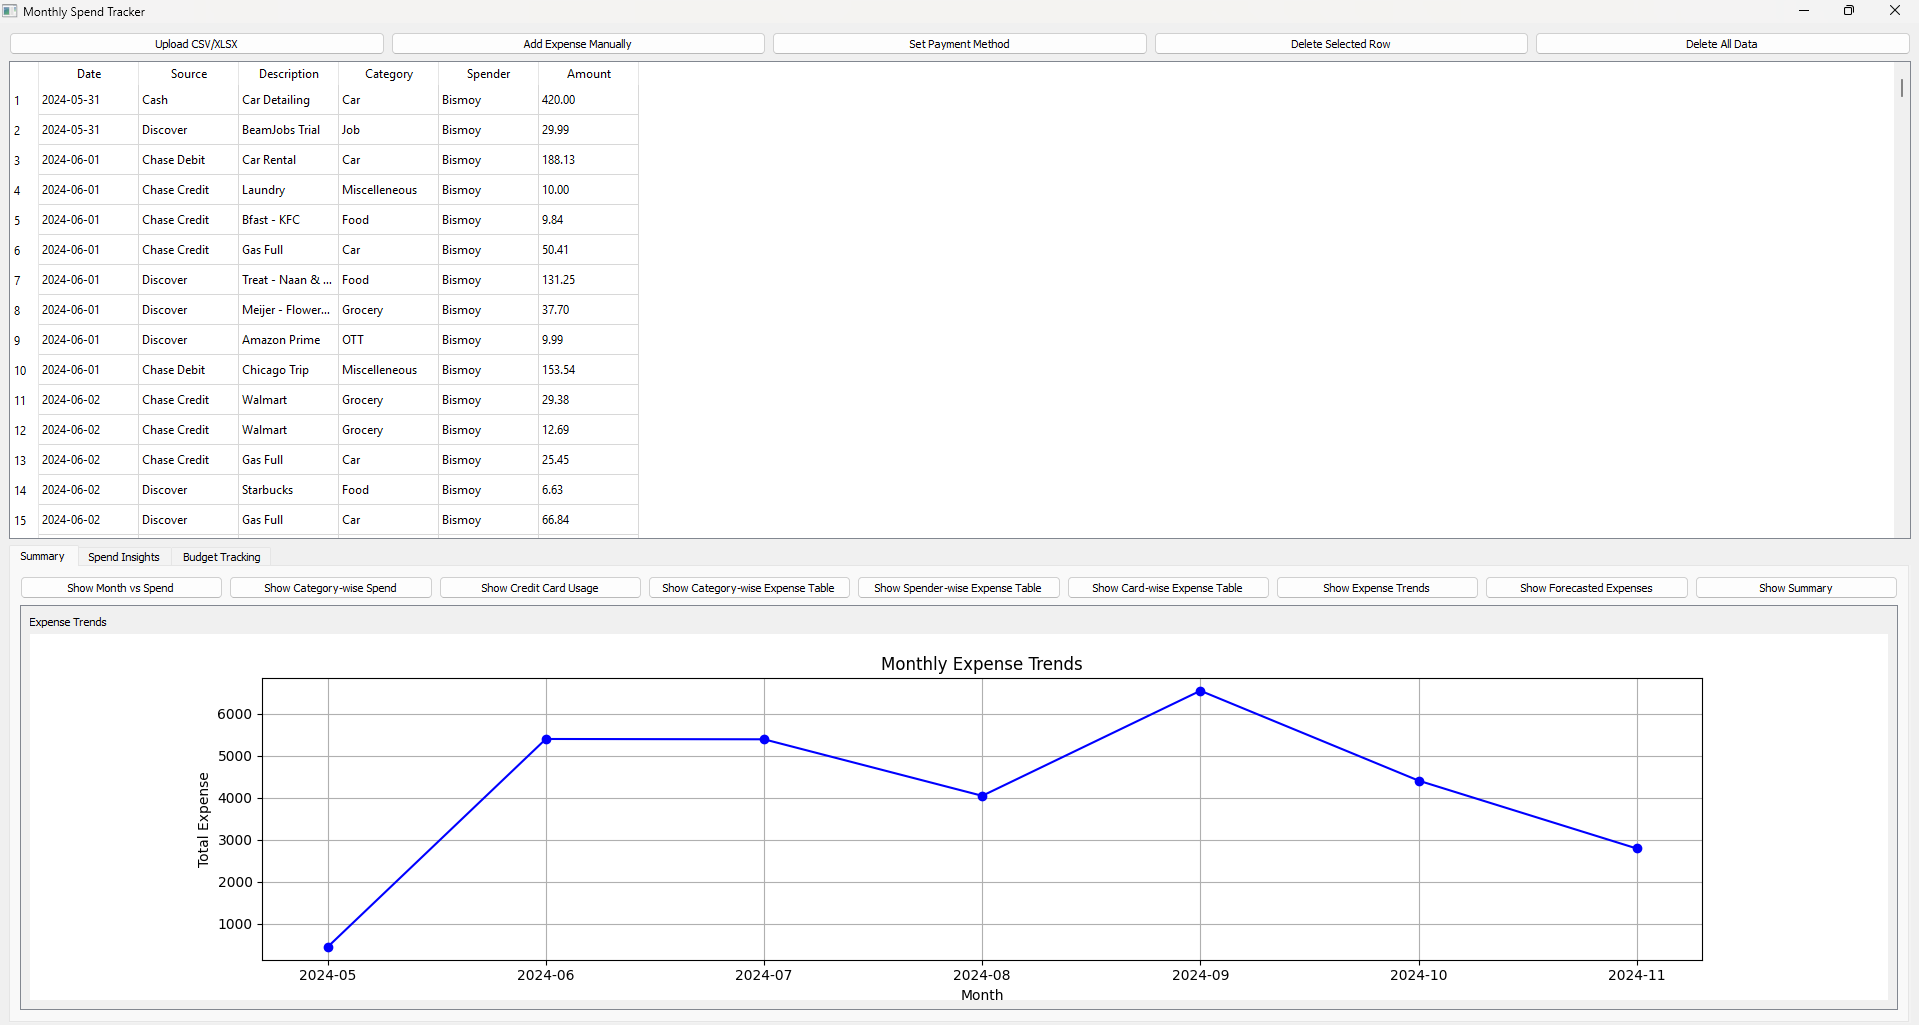 Monthly Spend Tracker
Upload CSV/XLSX Add Expense Manually Set Payment Method Delete Selected Row Delete All Data
Date Source Description Category Spender Amount
1 2024-05-31 Cash Car Detailing Car Bismoy 420.00
2 2024-05-31 Discover BeamJobs Trial Job Bismoy 29.99
3 2024-06-01 Chase Debit Car Rental Car Bismoy 188.13
4 2024-06-01 Chase Credit Laundry Miscelleneous Bismoy 10.00
5 2024-06-01 Chase Credit Bfast - KFC Food Bismoy 9.84
6 2024-06-01 Chase Credit Gas Full Car Bismoy 50.41
7 2024-06-01 Discover Treat - Naan & ... Food Bismoy 131.25
8 2024-06-01 Discover Meijer - Flower... Grocery Bismoy 37.70
9 2024-06-01 Discover Amazon Prime OTT Bismoy 9.99
10 2024-06-01 Chase Debit Chicago Trip Miscelleneous Bismoy 153.54
11 2024-06-02 Chase Credit Walmart Grocery Bismoy 29.38
12 2024-06-02 Chase Credit Walmart Grocery Bismoy 12.69
13 2024-06-02 Chase Credit Gas Full Car Bismoy 25.45
14 2024-06-02 Discover Starbucks Food Bismoy 6.63
15 2024-06-02 Discover Gas Full Car Bismoy 66.84
Summary Spend Insights Budget Tracking
Show Month vs Spend Show Category-wise Spend Show Credit Card Usage Show Category-wise Expense Table Show Spender-wise Expense Table Show Card-wise Expense Table Show Expense Trends Show Forecasted Expenses Show Summary
Expense Trends
Monthly Expense Trends
Total Expense
6000
5000
4000
3000
2000
1000
2024-05 2024-06 2024-07 2024-08 2024-09 2024-10 2024-11
Month